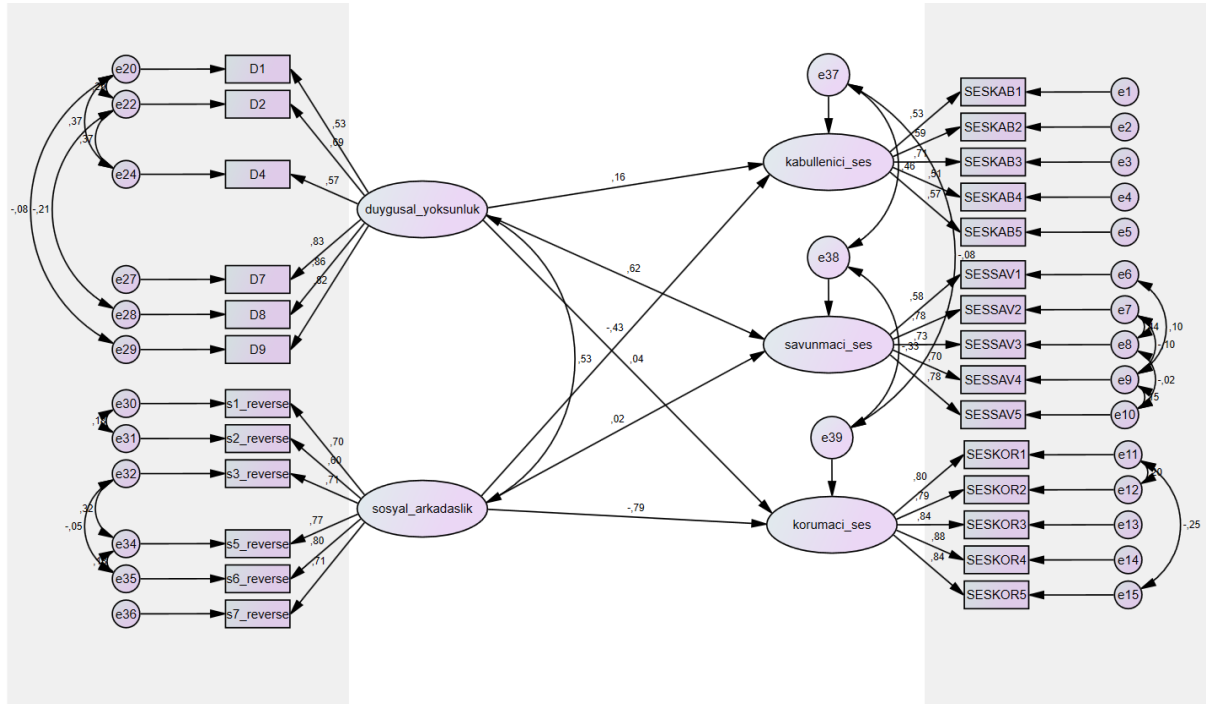 e20
D1
e22
D2
,37
,37
e24
D4
-,08
-,21
,53
,69
,57
duygusal_yoksunluk
,83
,86
,82
e27
D7
e28
D8
e29
D9
e30
s1_reverse
e31
s2_reverse
e32
s3_reverse
,32
-,05
e34
s5_reverse
e35
s6_reverse
e36
s7_reverse
,70
,60
,71
,77
,80
,71
sosyal_arkadaslik
,53
,16
,62
-,43
,04
,02
-,79
e37
kabullenici_ses
e38
savunmaci_ses
e39
korumaci_ses
,46
-,08
-,33
,53
,59
,71
,51
,57
SESKAB1
e1
SESKAB2
e2
SESKAB3
e3
SESKAB4
e4
SESKAB5
e5
,58
,78
,73
,70
,78
SESSAV1
e6
SESSAV2
e7
SESSAV3
e8
SESSAV4
e9
SESSAV5
e10
,10
-,10
-,02
,80
,79
,84
,88
,84
SESKOR1
e11
SESKOR2
e12
SESKOR3
e13
SESKOR4
e14
SESKOR5
e15
-,25